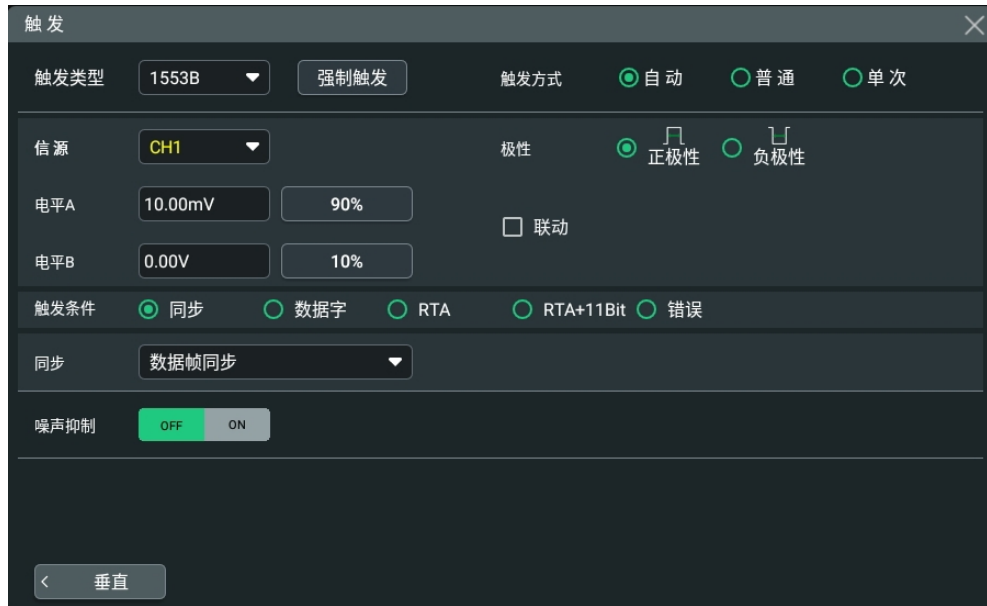 触发
触发类型 1553B 强制触发 触发方式 自动 普通 单次
信源 CH1 极性 正极性 负极性
电平A 10.00mV 90%
联动
电平B 0.00V 10%
触发条件 同步 数据字 RTA RTA+11Bit 错误
同步 数据帧同步
噪声抑制 OFF ON
< 垂直